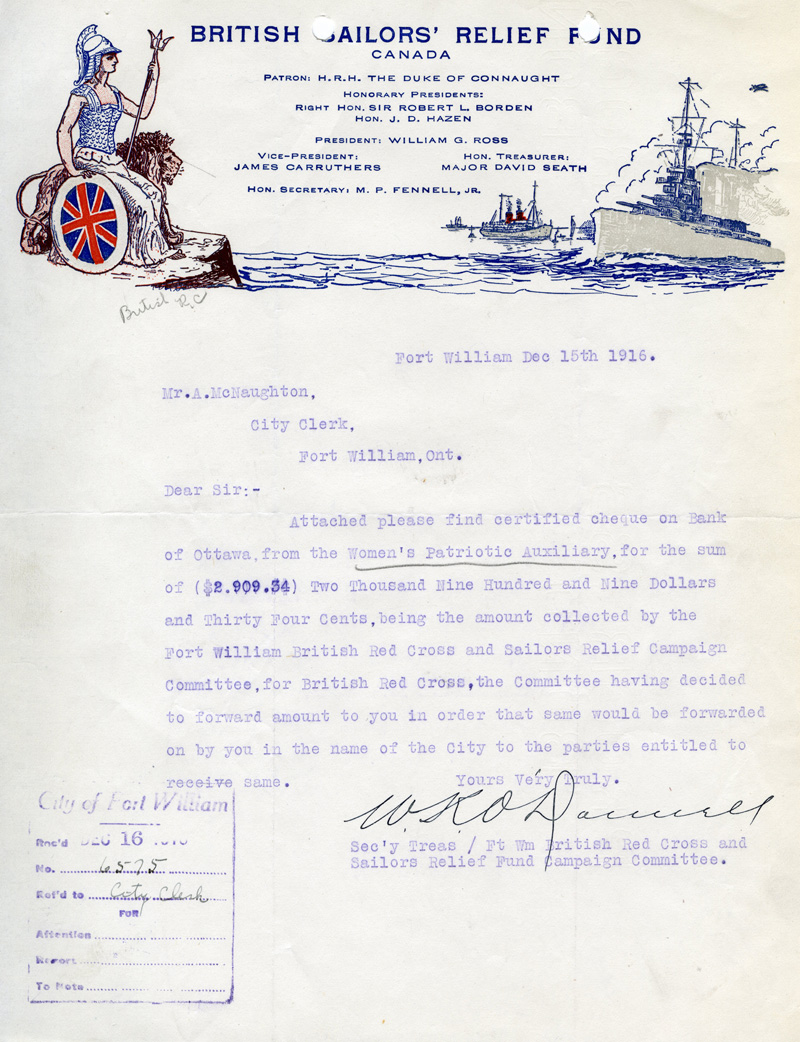 BRITISH SAILORS' RELIEF FUND
CANADA
PATRON: H.R.H. THE DUKE OF CONNAUGHT
HONORARY PRESIDENTS:
RIGHT HON. SIR ROBERT L. BORDEN
HON. J. D. HAZEN
PRESIDENT: WILLIAM G. ROSS
VICE-PRESIDENT: HON. TREASURER:
JAMES CARRUTHERS MAJOR DAVID SEATH
HON. SECRETARY: M. P. FENNELL, JR.
British R.C
Fort William Dec 15th 1916.
Mr.A.McNaughton,
City Clerk,
Fort William,Ont.
Dear Sir:-
Attached please find certified cheque on Bank
of Ottawa,from the Women's Patriotic Auxiliary,for the sum
of ($2.909.34) Two Thousand Nine Hundred and Nine Dollars
and Thirty Four Cents,being the amount collected by the
Fort William British Red Cross and Sailors Relief Campaign
Committee,for British Red Cross,the Committee having decided
to forward amount to you in order that same would be forwarded
on by you in the name of the City to the parties entitled to
receive same. Yours Very Truly.
W.K.O'Donnell
Sec'y Treas / Ft Wm British Red Cross and
Sailors Relief Fund Campaign Committee.
City of Fort William
Rec'd DEC 16 1916
No. 6575
Ref'd to City Clerk
FOR
Attention
Report
To Note